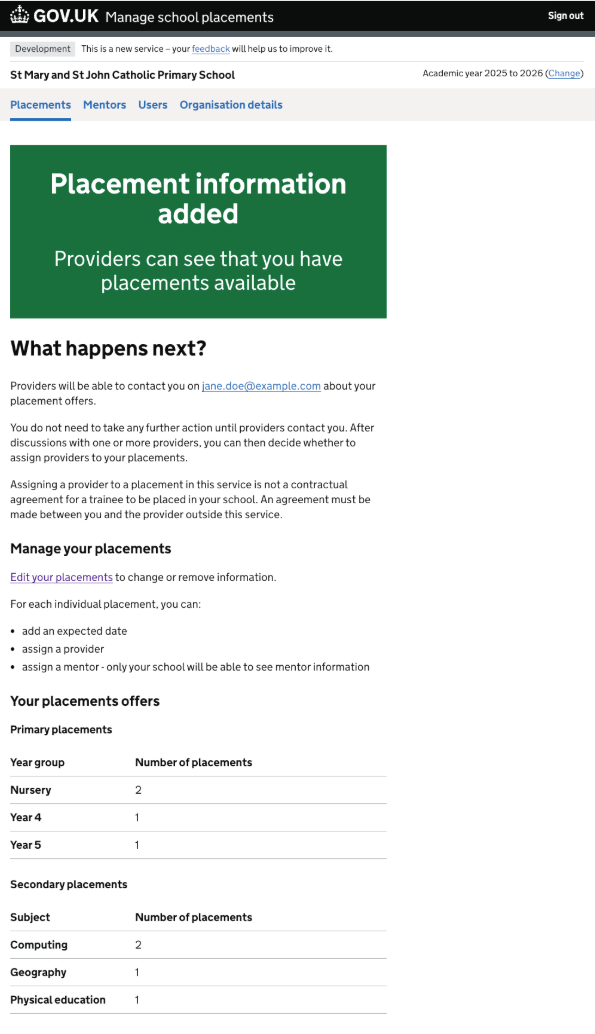 GOV.UK Manage school placements
Sign out
Development This is a new service – your feedback will help us to improve it.
St Mary and St John Catholic Primary School
Academic year 2025 to 2026 (Change)
Placements Mentors Users Organisation details
Placement information
added
Providers can see that you have
placements available
What happens next?
Providers will be able to contact you on jane.doe@example.com about your
placement offers.
You do not need to take any further action until providers contact you. After
discussions with one or more providers, you can then decide whether to
assign providers to your placements.
Assigning a provider to a placement in this service is not a contractual
agreement for a trainee to be placed in your school. An agreement must be
made between you and the provider outside this service.
Manage your placements
Edit your placements to change or remove information.
For each individual placement, you can:
• add an expected date
• assign a provider
• assign a mentor - only your school will be able to see mentor information
Your placements offers
Primary placements
Year group Number of placements
Nursery 2
Year 4 1
Year 5 1
Secondary placements
Subject Number of placements
Computing 2
Geography 1
Physical education 1